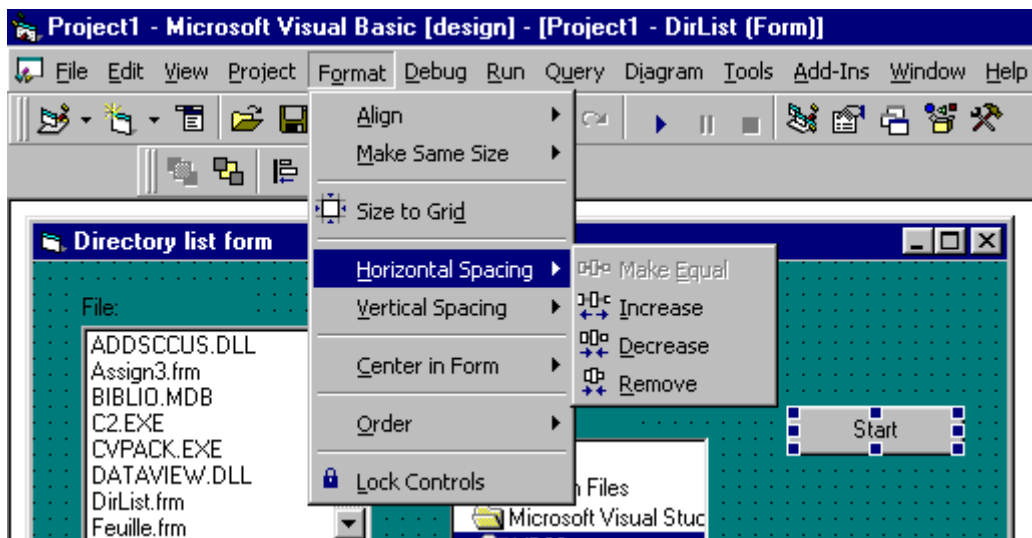 Project1 - Microsoft Visual Basic [design] - [Project1 - DirList (Form)]
File Edit View Project Format Debug Run Query Diagram Tools Add-Ins Window Help
Align
Make Same Size
Size to Grid
Directory list form
Horizontal Spacing
Make Equal
Vertical Spacing
Increase
Decrease
Remove
Center in Form
Order
Lock Controls
File:
ADDSCCUS.DLL
Assign3.frm
BIBLIO.MDB
C2.EXE
CVPACK.EXE
DATAVIEW.DLL
DirList.frm
Feuille.frm
Start
Files
Microsoft Visual Stuc